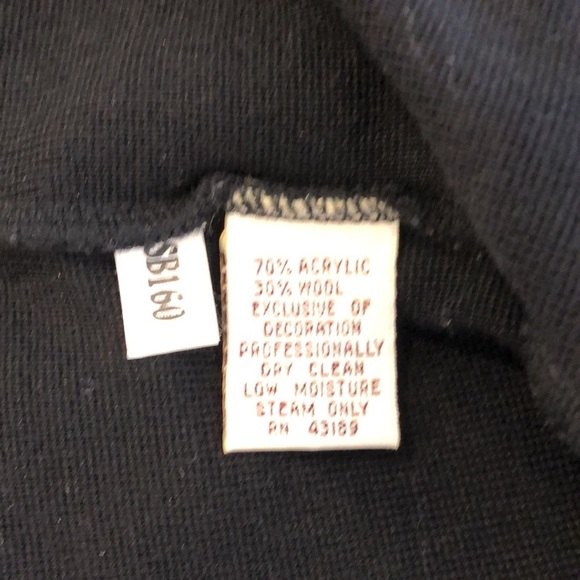 SB160
70% ACRYLIC
30% WOOL
EXCLUSIVE OF
DECORATION
PROFESSIONALLY
DRY CLEAN
LOW MOISTURE
STEAM ONLY
RN 43189